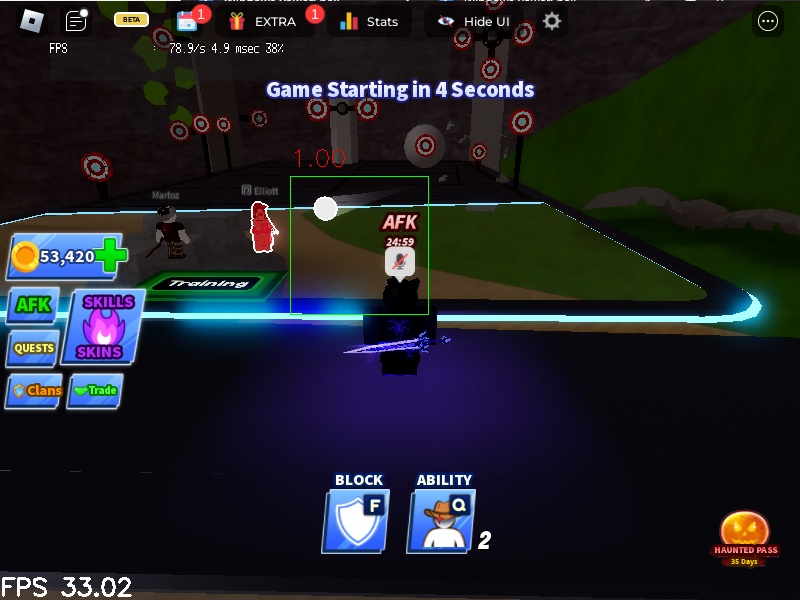 BETA
1
EXTRA
1
Stats
Hide UI
FPS : 78.9/s 4.9 msec 38%
Game Starting in 4 Seconds
1.00
Martoz
Elliott
AFK
24:59
53,420
Training
AFK
SKILLS
SKINS
QUESTS
Clans
Trade
BLOCK
ABILITY
F
Q
2
HAUNTED PASS
35 Days
FPS 33.02